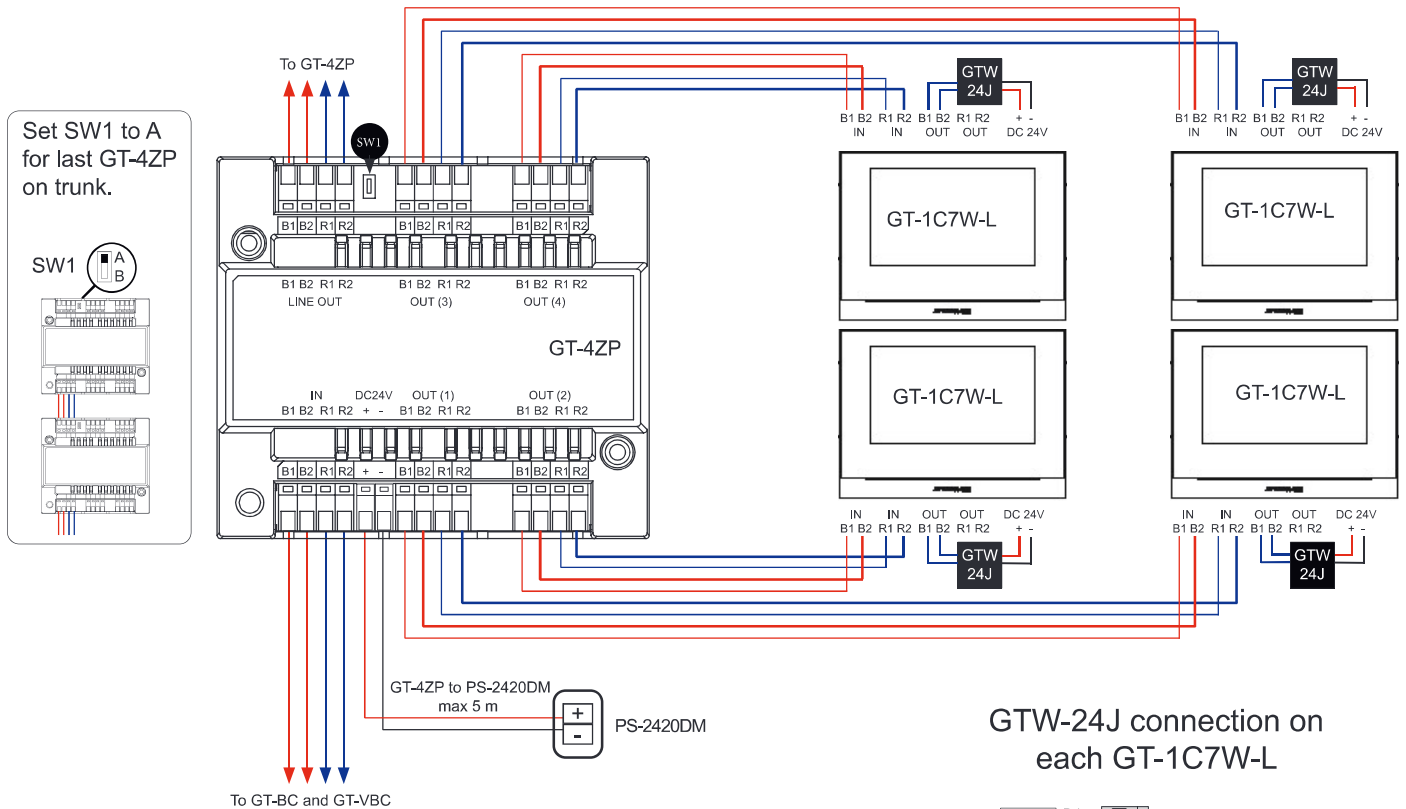 To GT-4ZP
Set SW1 to A
for last GT-4ZP
on trunk.
SW1
A
B
SW1
B1 B2 R1 R2
B1 B2 R1 R2
B1 B2 R1 R2
B1 B2 R1 R2
LINE OUT
B1 B2 R1 R2
OUT (3)
B1 B2 R1 R2
OUT (4)
GT-4ZP
IN
B1 B2 R1 R2
DC24V
+ -
OUT (1)
B1 B2 R1 R2
OUT (2)
B1 B2 R1 R2
B1 B2 R1 R2 + - B1 B2 R1 R2
B1 B2 R1 R2
GTW
24J
B1 B2 R1 R2 B1 B2 R1 R2 + -
IN IN OUT OUT DC 24V
GT-1C7W-L
GTW
24J
B1 B2 R1 R2 B1 B2 R1 R2 + -
IN IN OUT OUT DC 24V
GT-1C7W-L
GT-1C7W-L
IN IN OUT OUT DC 24V
B1 B2 R1 R2 B1 B2 R1 R2 + -
GTW
24J
GT-1C7W-L
IN IN OUT OUT DC 24V
B1 B2 R1 R2 B1 B2 R1 R2 + -
GTW
24J
GT-4ZP to PS-2420DM
max 5 m
+
-
PS-2420DM
To GT-BC and GT-VBC
GTW-24J connection on
each GT-1C7W-L